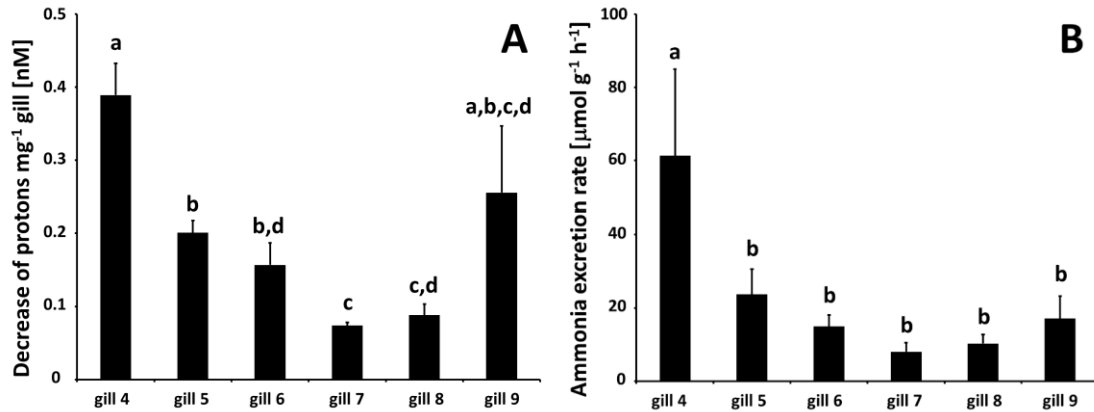 A
Decrease of protons mg-1 gill [nM]
0.5
0.4
0.3
0.2
0.1
0
a
b
b,d
c
c,d
a,b,c,d
gill 4 gill 5 gill 6 gill 7 gill 8 gill 9
B
Ammonia excretion rate [µmol g-1 h-1]
100
80
60
40
20
0
a
b
b
b
b
b
gill 4 gill 5 gill 6 gill 7 gill 8 gill 9